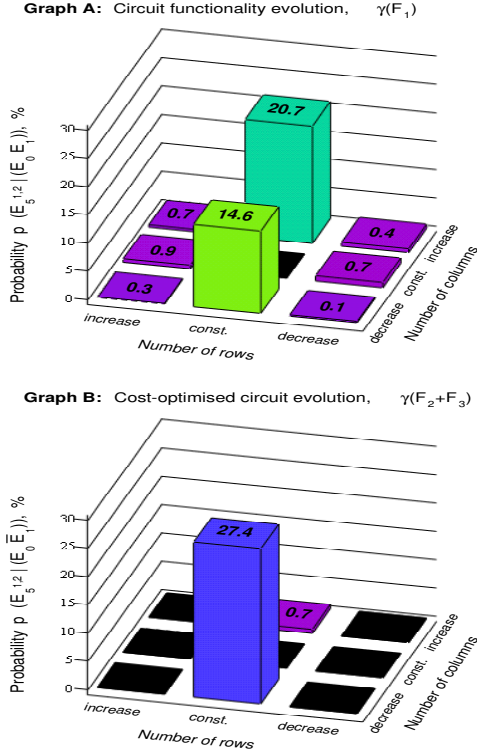 Graph A: Circuit functionality evolution, γ(F₁)
Probability p (E₅¹,² | (E₀ E₁)), %
30
25
20
15
10
5
0
20.7
14.6
0.7
0.4
0.9
0.7
0.3
0.1
increase
const.
decrease
Number of rows
decrease const. increase
Number of columns
Graph B: Cost-optimised circuit evolution, γ(F₂+F₃)
Probability p (E₅¹,² | (E₀ E̅₁)), %
30
25
20
15
10
5
0
27.4
0.7
increase
const.
decrease
Number of rows
decrease const. increase
Number of columns